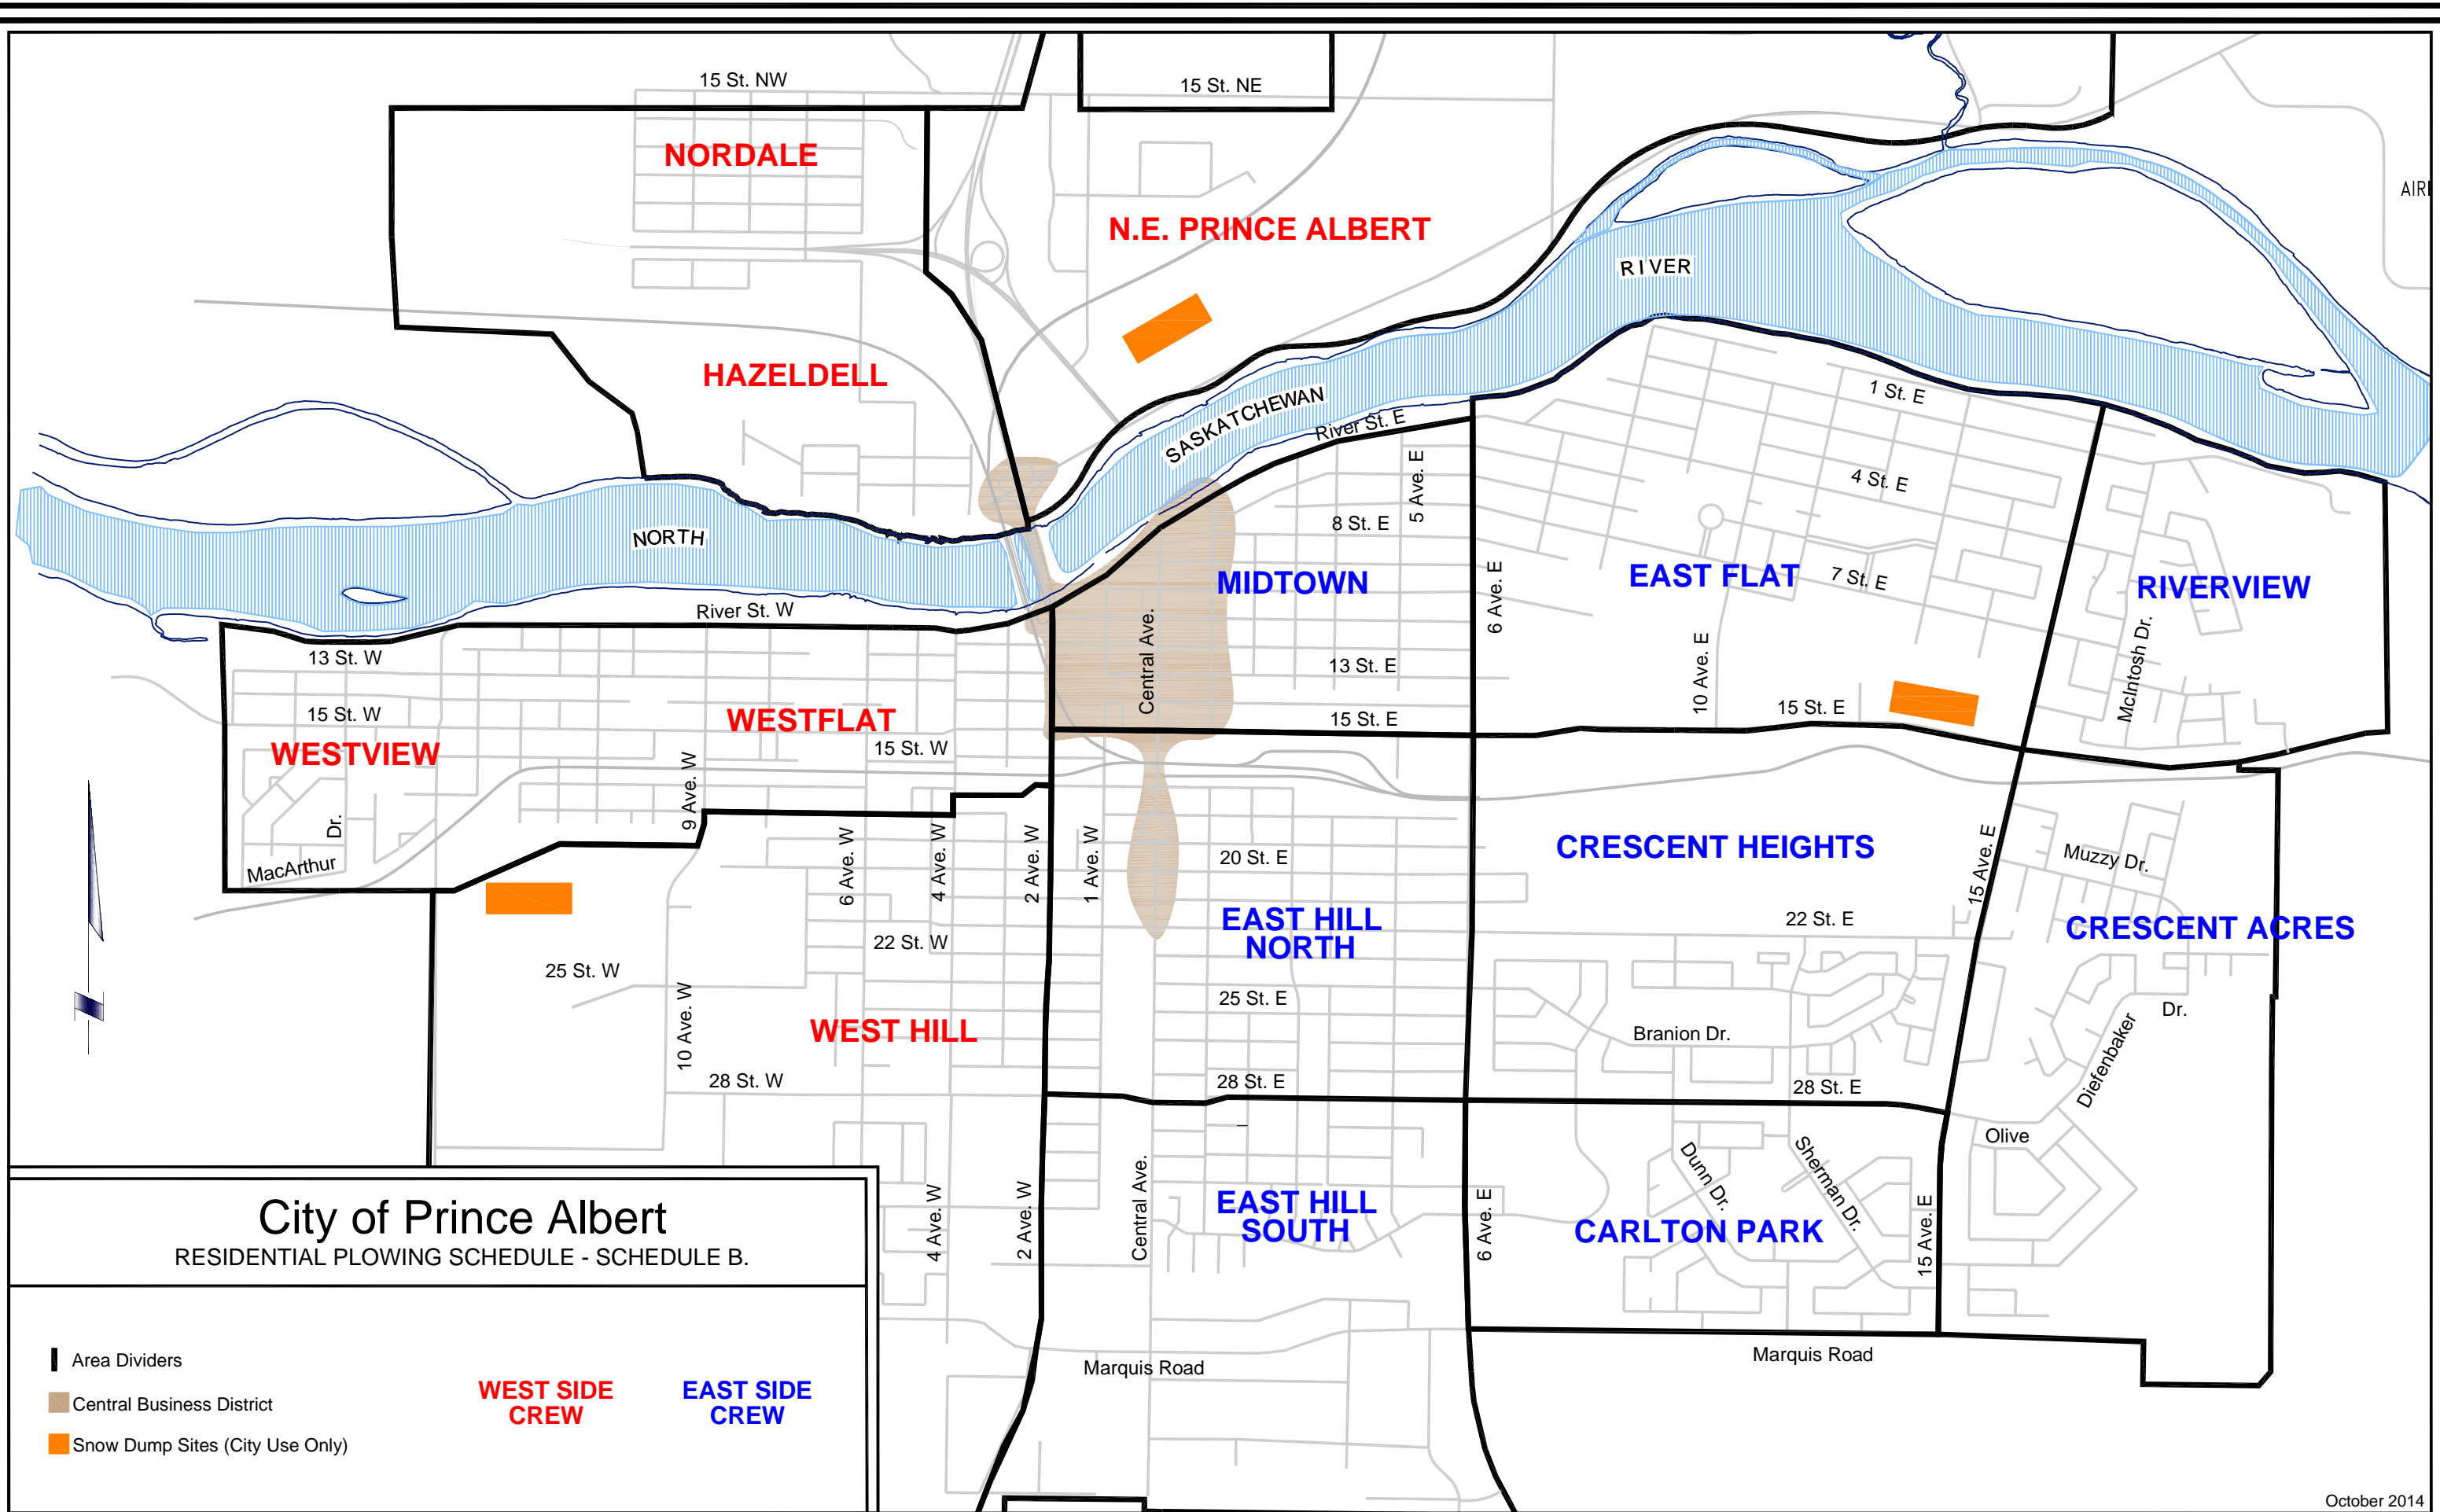 15 St. NW
15 St. NE
NORDALE
AIR
N.E. PRINCE ALBERT
RIVER
HAZELDELL
1 St. E
SASKATCHEWAN
River St. E
5 Ave. E
4 St. E
8 St. E
NORTH
MIDTOWN
EAST FLAT
7 St. E
RIVERVIEW
6 Ave. E
River St. W
Central Ave.
13 St. W
13 St. E
10 Ave. E
McIntosh Dr.
15 St. W
WESTFLAT
15 St. E
15 St. E
WESTVIEW
15 St. W
9 Ave. W
Dr.
MacArthur
6 Ave. W
4 Ave. W
2 Ave. W
1 Ave. W
20 St. E
CRESCENT HEIGHTS
15 Ave. E
Muzzy Dr.
EAST HILL
NORTH
22 St. E
CRESCENT ACRES
22 St. W
25 St. W
25 St. E
10 Ave. W
WEST HILL
Branion Dr.
Dr.
Diefenbaker
28 St. W
28 St. E
28 St. E
Olive
Dunn Dr.
Sherman Dr.
4 Ave. W
2 Ave. W
Central Ave.
EAST HILL
SOUTH
6 Ave. E
CARLTON PARK
15 Ave. E
Marquis Road
Marquis Road
City of Prince Albert
RESIDENTIAL PLOWING SCHEDULE - SCHEDULE B.
Area Dividers
Central Business District
Snow Dump Sites (City Use Only)
WEST SIDE
CREW
EAST SIDE
CREW
October 2014